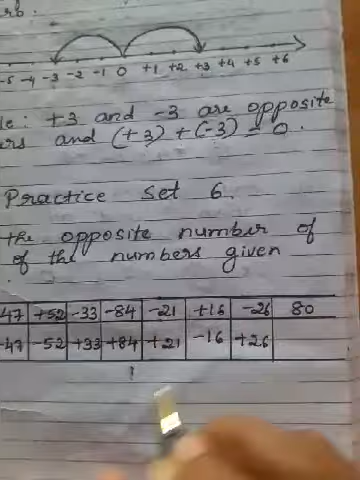 -5 -4 -3 -2 -1 0 +1 +2 +3 +4 +5 +6
+3 and -3 are opposite
and (+3) + (-3) = 0.
Practice set 6.
the opposite number of
of the numbers given
47 +52 -33 -84 -21 +16 -26 80
-47 -52 +33 +84 +21 -16 +26